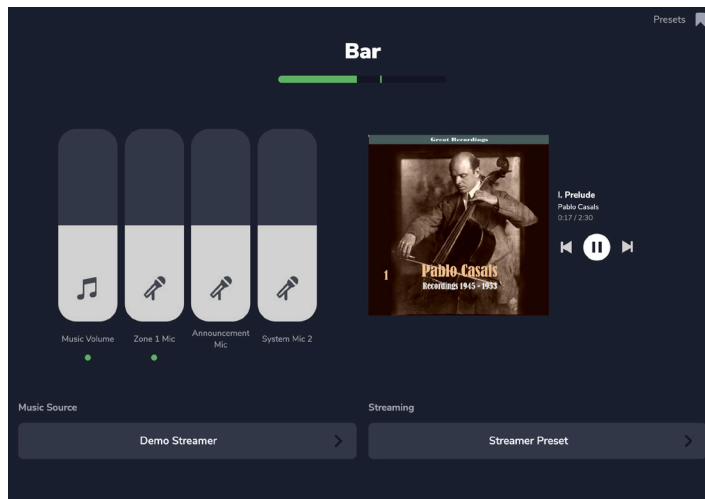 Presets
Bar
Great Recordings
1
Pablo Casals
Recordings 1945 - 1933
I. Prelude
Pablo Casals
0:17 / 2:30
Music Volume
Zone 1 Mic
Announcement
Mic
System Mic 2
Music Source
Streaming
Demo Streamer
Streamer Preset